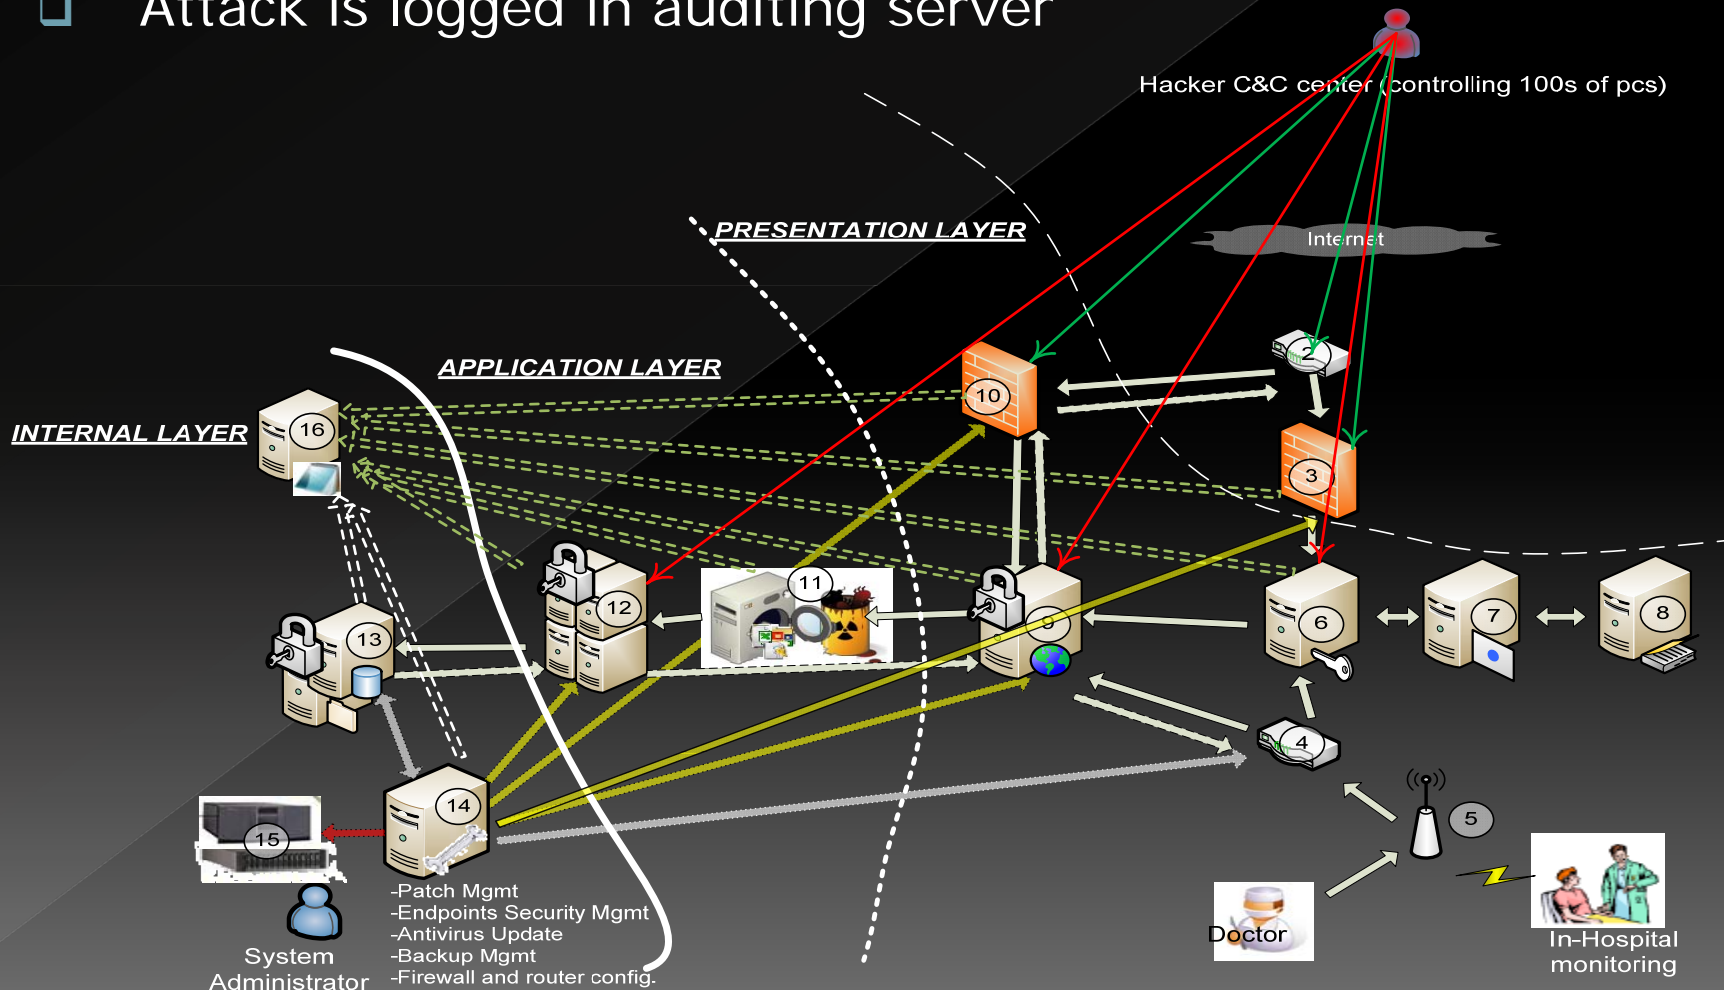 Attack is logged in auditing server
Hacker C&C center (controlling 100s of pcs)
PRESENTATION LAYER
Internet
2
APPLICATION LAYER
10
INTERNAL LAYER
16
3
11
12
9
6
7
8
13
4
14
5
15
-Patch Mgmt
-Endpoints Security Mgmt
-Antivirus Update
-Backup Mgmt
-Firewall and router config.
System
Administrator
Doctor
In-Hospital
monitoring